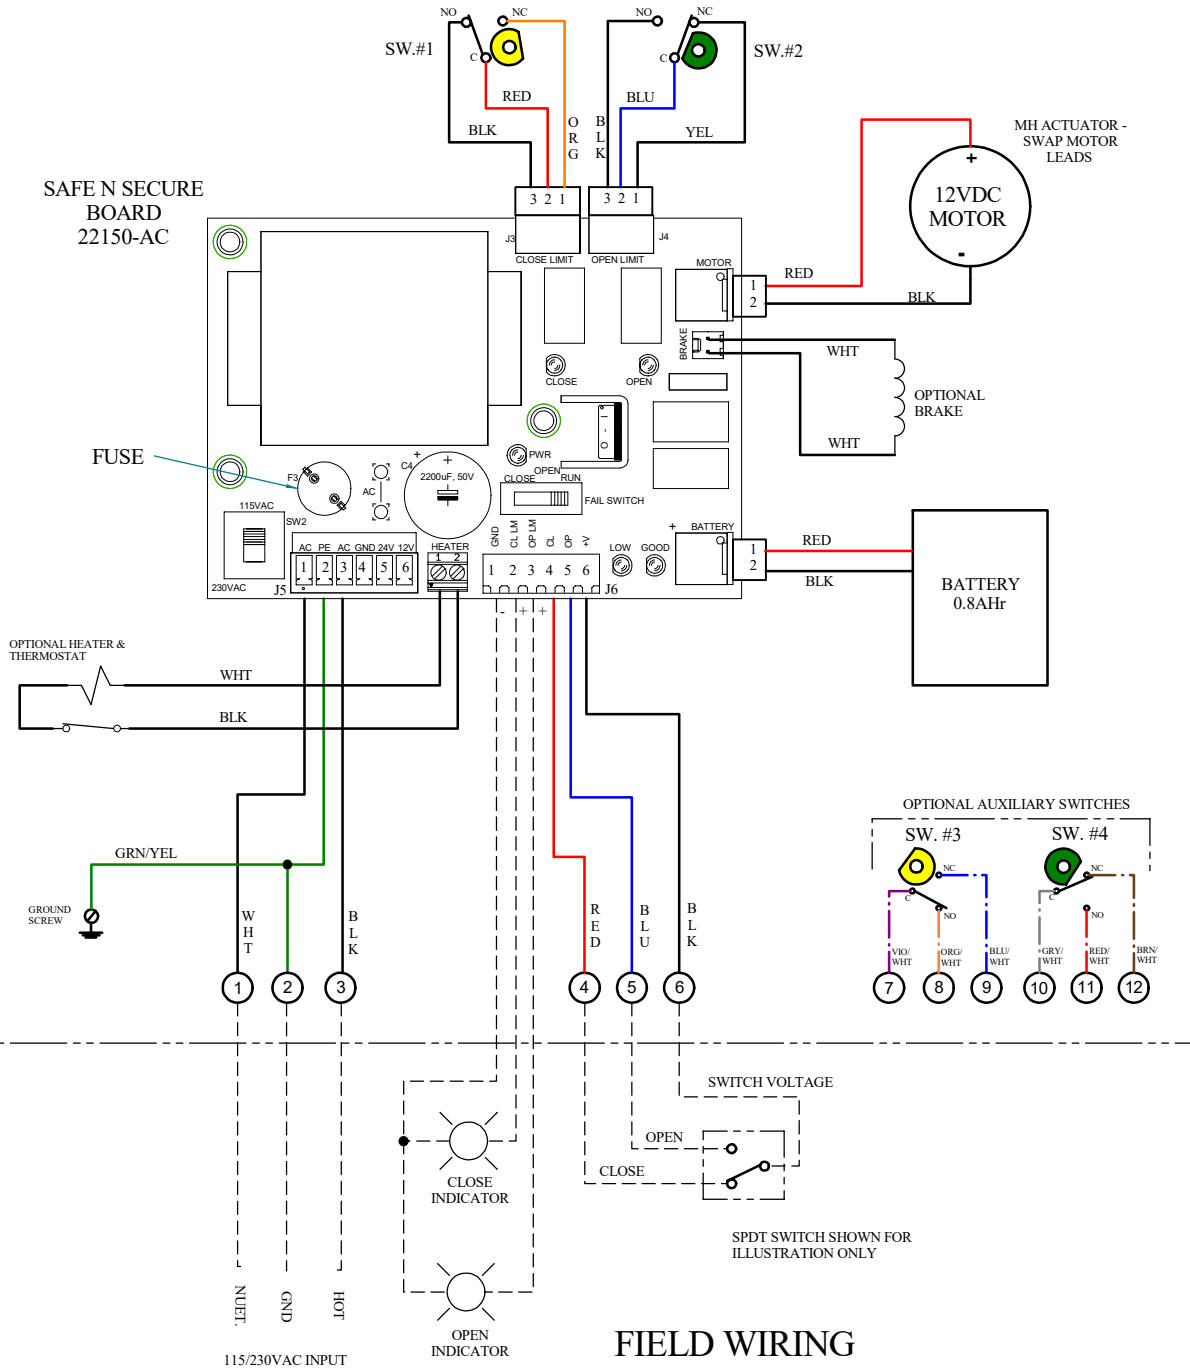 NO
NC
SW.#1
C
RED
BLK
ORG
NO
NC
SW.#2
C
BLU
BLK
YEL
MH ACTUATOR -
SWAP MOTOR
LEADS
+
12VDC
MOTOR
-
SAFE N SECURE
BOARD
22150-AC
3 2 1
3 2 1
J3
J4
CLOSE LIMIT
OPEN LIMIT
MOTOR
1
2
RED
BLK
BRAKE
WHT
WHT
OPTIONAL
BRAKE
CLOSE
OPEN
I - O
PWR
FUSE
F3
AC
C4
+
+
2200uF, 50V
OPEN
CLOSE
RUN
FAIL SWITCH
115VAC
SW2
230VAC
AC PE AC GND 24V 12V
1 2 3 4 5 6
J5
HEATER
1 2
GND
CL LM
OP LM
CL
OP
+V
1 2 3 4 5 6
J6
- + +
LOW
GOOD
+
BATTERY
1
2
RED
BLK
BATTERY
0.8AHr
OPTIONAL HEATER &
THERMOSTAT
WHT
BLK
GRN/YEL
GROUND
SCREW
WHT
BLK
RED
BLU
BLK
OPTIONAL AUXILIARY SWITCHES
SW. #3
SW. #4
NC
C
NO
NC
C
NO
VIO/
WHT
ORG/
WHT
BLU/
WHT
GRY/
WHT
RED/
WHT
BRN/
WHT
1 2 3 4 5 6 7 8 9 10 11 12
SWITCH VOLTAGE
OPEN
CLOSE
CLOSE
INDICATOR
SPDT SWITCH SHOWN FOR
ILLUSTRATION ONLY
NUET.
GND
HOT
OPEN
INDICATOR
115/230VAC INPUT
FIELD WIRING